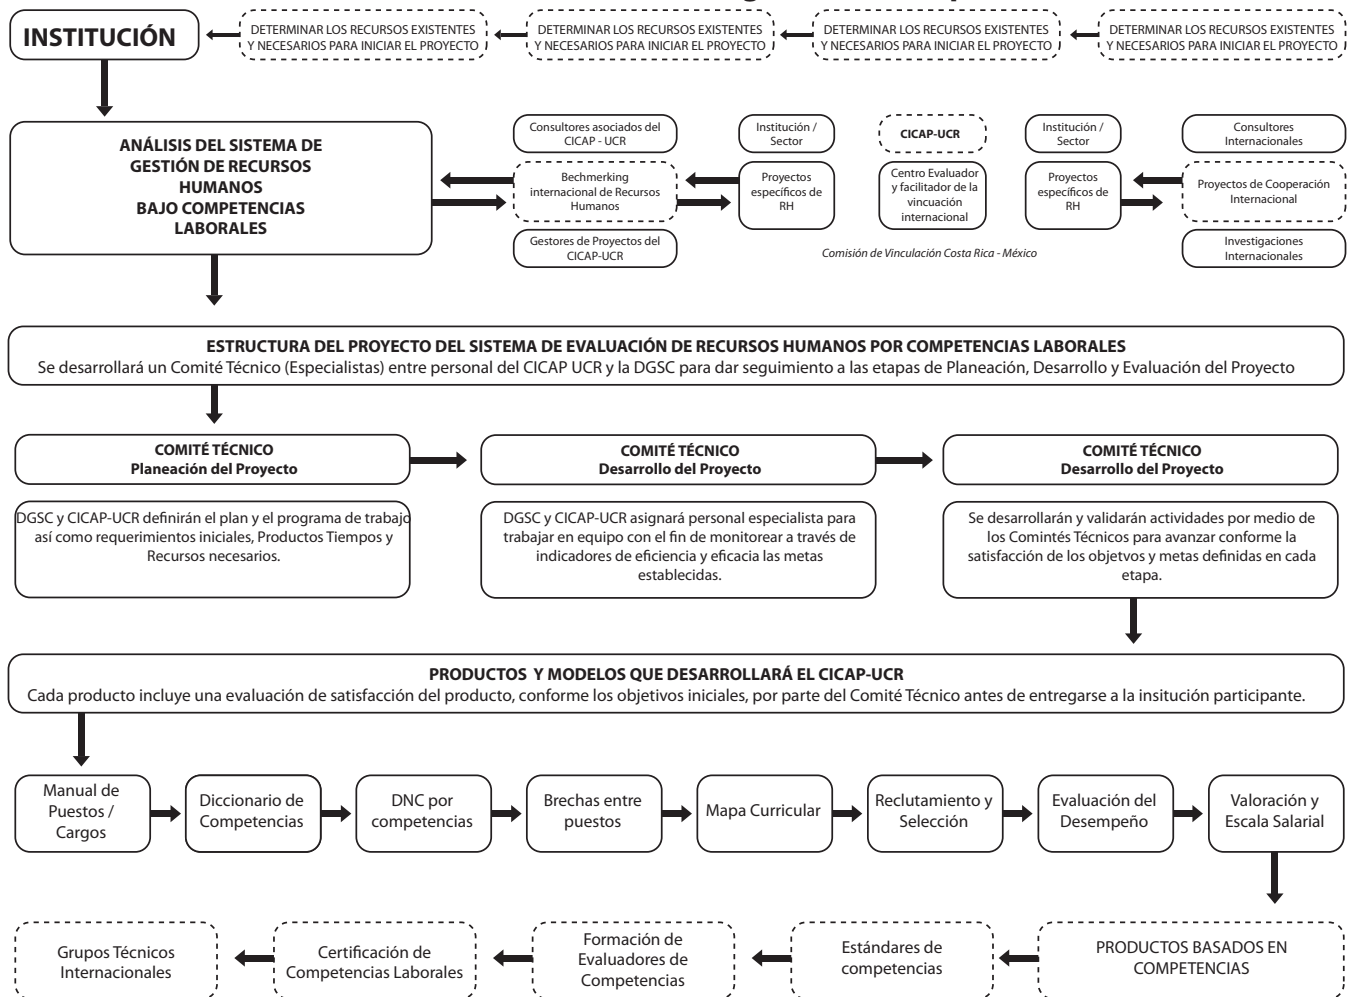 INSTITUCIÓN
DETERMINAR LOS RECURSOS EXISTENTES
Y NECESARIOS PARA INICIAR EL PROYECTO
DETERMINAR LOS RECURSOS EXISTENTES
Y NECESARIOS PARA INICIAR EL PROYECTO
DETERMINAR LOS RECURSOS EXISTENTES
Y NECESARIOS PARA INICIAR EL PROYECTO
DETERMINAR LOS RECURSOS EXISTENTES
Y NECESARIOS PARA INICIAR EL PROYECTO
ANÁLISIS DEL SISTEMA DE
GESTIÓN DE RECURSOS
HUMANOS
BAJO COMPETENCIAS
LABORALES
Consultores asociados del
CICAP - UCR
Bechmerking
internacional de Recursos
Humanos
Gestores de Proyectos del
CICAP-UCR
Institución /
Sector
Proyectos
específicos de
RH
CICAP-UCR
Centro Evaluador
y facilitador de la
vincuación
internacional
Institución /
Sector
Proyectos
específicos de
RH
Consultores
Internacionales
Proyectos de Cooperación
Internacional
Investigaciones
Internacionales
Comisión de Vinculación Costa Rica - México
ESTRUCTURA DEL PROYECTO DEL SISTEMA DE EVALUACIÓN DE RECURSOS HUMANOS POR COMPETENCIAS LABORALES
Se desarrollará un Comité Técnico (Especialistas) entre personal del CICAP UCR y la DGSC para dar seguimiento a las etapas de Planeación, Desarrollo y Evaluación del Proyecto
COMITÉ TÉCNICO
Planeación del Proyecto
COMITÉ TÉCNICO
Desarrollo del Proyecto
COMITÉ TÉCNICO
Desarrollo del Proyecto
DGSC y CICAP-UCR definirán el plan y el programa de trabajo
así como requerimientos iniciales, Productos Tiempos y
Recursos necesarios.
DGSC y CICAP-UCR asignará personal especialista para
trabajar en equipo con el fin de monitorear a través de
indicadores de eficiencia y eficacia las metas
establecidas.
Se desarrollarán y validarán actividades por medio de
los Comintés Técnicos para avanzar conforme la
satisfacción de los objetvos y metas definidas en cada
etapa.
PRODUCTOS Y MODELOS QUE DESARROLLARÁ EL CICAP-UCR
Cada producto incluye una evaluación de satisfacción del producto, conforme los objetivos iniciales, por parte del Comité Técnico antes de entregarse a la insitución participante.
Manual de
Puestos /
Cargos
Diccionario de
Competencias
DNC por
competencias
Brechas entre
puestos
Mapa Curricular
Reclutamiento y
Selección
Evaluación del
Desempeño
Valoración y
Escala Salarial
Grupos Técnicos
Internacionales
Certificación de
Competencias Laborales
Formación de
Evaluadores de
Competencias
Estándares de
competencias
PRODUCTOS BASADOS EN
COMPETENCIAS